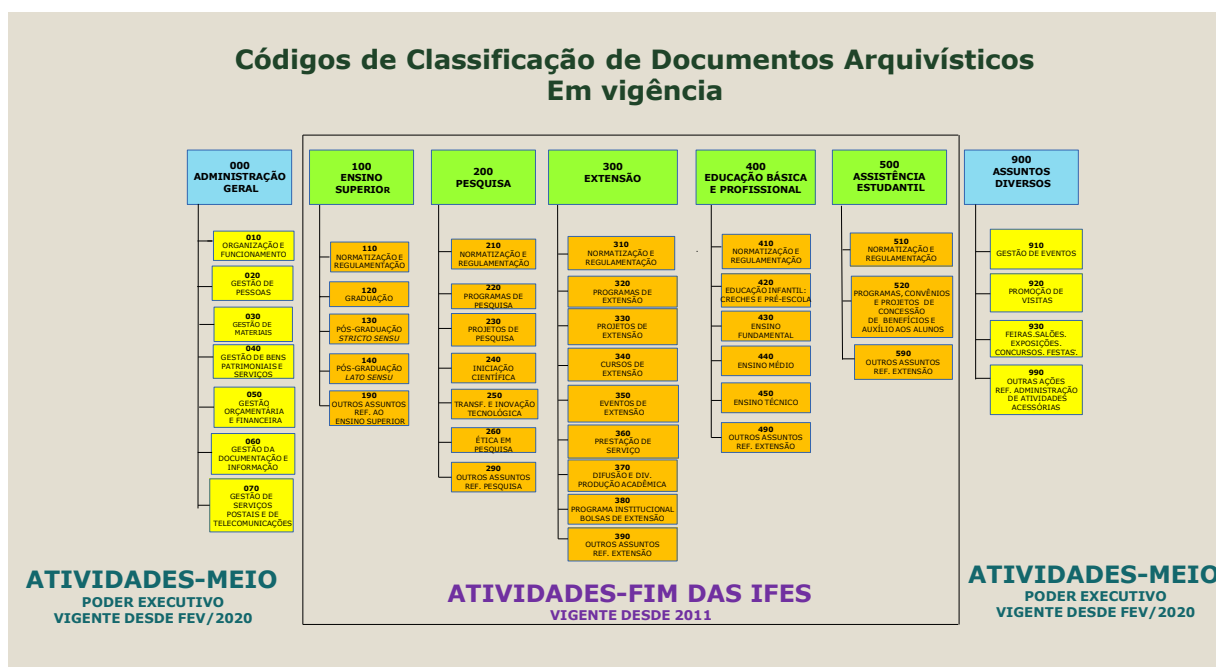 Códigos de Classificação de Documentos Arquivísticos
Em vigência
000
ADMINISTRAÇÃO
GERAL
010
ORGANIZAÇÃO E
FUNCIONAMENTO
020
GESTÃO DE
PESSOAS
030
GESTÃO DE
MATERIAIS
040
GESTÃO DE BENS
PATRIMONIAIS E
SERVIÇOS
050
GESTÃO
ORÇAMENTÁRIA
E FINANCEIRA
060
GESTÃO DA
DOCUMENTAÇÃO E
INFORMAÇÃO
070
GESTÃO DE
SERVIÇOS
POSTAIS E DE
TELECOMUNICAÇÕES
100
ENSINO
SUPERIOR
110
NORMATIZAÇÃO E
REGULAMENTAÇÃO
120
GRADUAÇÃO
130
PÓS-GRADUAÇÃO
STRICTO SENSU
140
PÓS-GRADUAÇÃO
LATO SENSU
190
OUTROS ASSUNTOS
REF. AO
ENSINO SUPERIOR
200
PESQUISA
210
NORMATIZAÇÃO E
REGULAMENTAÇÃO
220
PROGRAMAS DE
PESQUISA
230
PROJETOS DE
PESQUISA
240
INICIAÇÃO
CIENTÍFICA
250
TRANSF. E INOVAÇÃO
TECNOLÓGICA
260
ÉTICA EM
PESQUISA
290
OUTROS ASSUNTOS
REF. PESQUISA
300
EXTENSÃO
310
NORMATIZAÇÃO E
REGULAMENTAÇÃO
320
PROGRAMAS DE
EXTENSÃO
330
PROJETOS DE
EXTENSÃO
340
CURSOS DE
EXTENSÃO
350
EVENTOS DE
EXTENSÃO
360
PRESTAÇÃO DE
SERVIÇO
370
DIFUSÃO E DIV.
PRODUÇÃO ACADÊMICA
380
PROGRAMA INSTITUCIONAL
BOLSAS DE EXTENSÃO
390
OUTROS ASSUNTOS
REF. EXTENSÃO
400
EDUCAÇÃO BÁSICA
E PROFISSIONAL
410
NORMATIZAÇÃO E
REGULAMENTAÇÃO
420
EDUCAÇÃO INFANTIL:
CRECHES E PRÉ-ESCOLA
430
ENSINO
FUNDAMENTAL
440
ENSINO MÉDIO
450
ENSINO TÉCNICO
490
OUTROS ASSUNTOS
REF. EXTENSÃO
500
ASSISTÊNCIA
ESTUDANTIL
510
NORMATIZAÇÃO E
REGULAMENTAÇÃO
520
PROGRAMAS, CONVÊNIOS
E PROJETOS DE
CONCESSÃO
DE BENEFÍCIOS E
AUXÍLIO AOS ALUNOS
590
OUTROS ASSUNTOS
REF. EXTENSÃO
900
ASSUNTOS
DIVERSOS
910
GESTÃO DE EVENTOS
920
PROMOÇÃO DE
VISITAS
930
FEIRAS.SALÕES.
EXPOSIÇÕES.
CONCURSOS. FESTAS.
990
OUTRAS AÇÕES
REF. ADMINISTRAÇÃO
DE ATIVIDADES
ACESSÓRIAS
ATIVIDADES-MEIO
PODER EXECUTIVO
VIGENTE DESDE FEV/2020
ATIVIDADES-FIM DAS IFES
VIGENTE DESDE 2011
ATIVIDADES-MEIO
PODER EXECUTIVO
VIGENTE DESDE FEV/2020